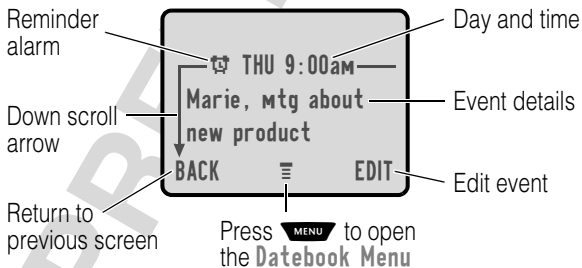 Reminder
alarm
Day and time
THU 9:00am
Marie, mtg about
new product
Event details
Down scroll
arrow
BACK
EDIT
Edit event
Return to
previous screen
Press MENU to open
the Datebook Menu